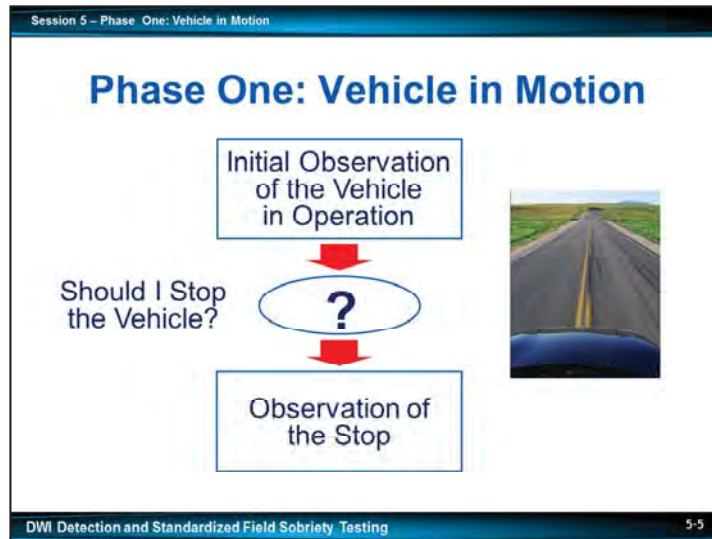 Session 5 – Phase One: Vehicle in Motion
Phase One: Vehicle in Motion
Initial Observation
of the Vehicle
in Operation
Should I Stop
the Vehicle?
?
Observation of
the Stop
DWI Detection and Standardized Field Sobriety Testing
5-5